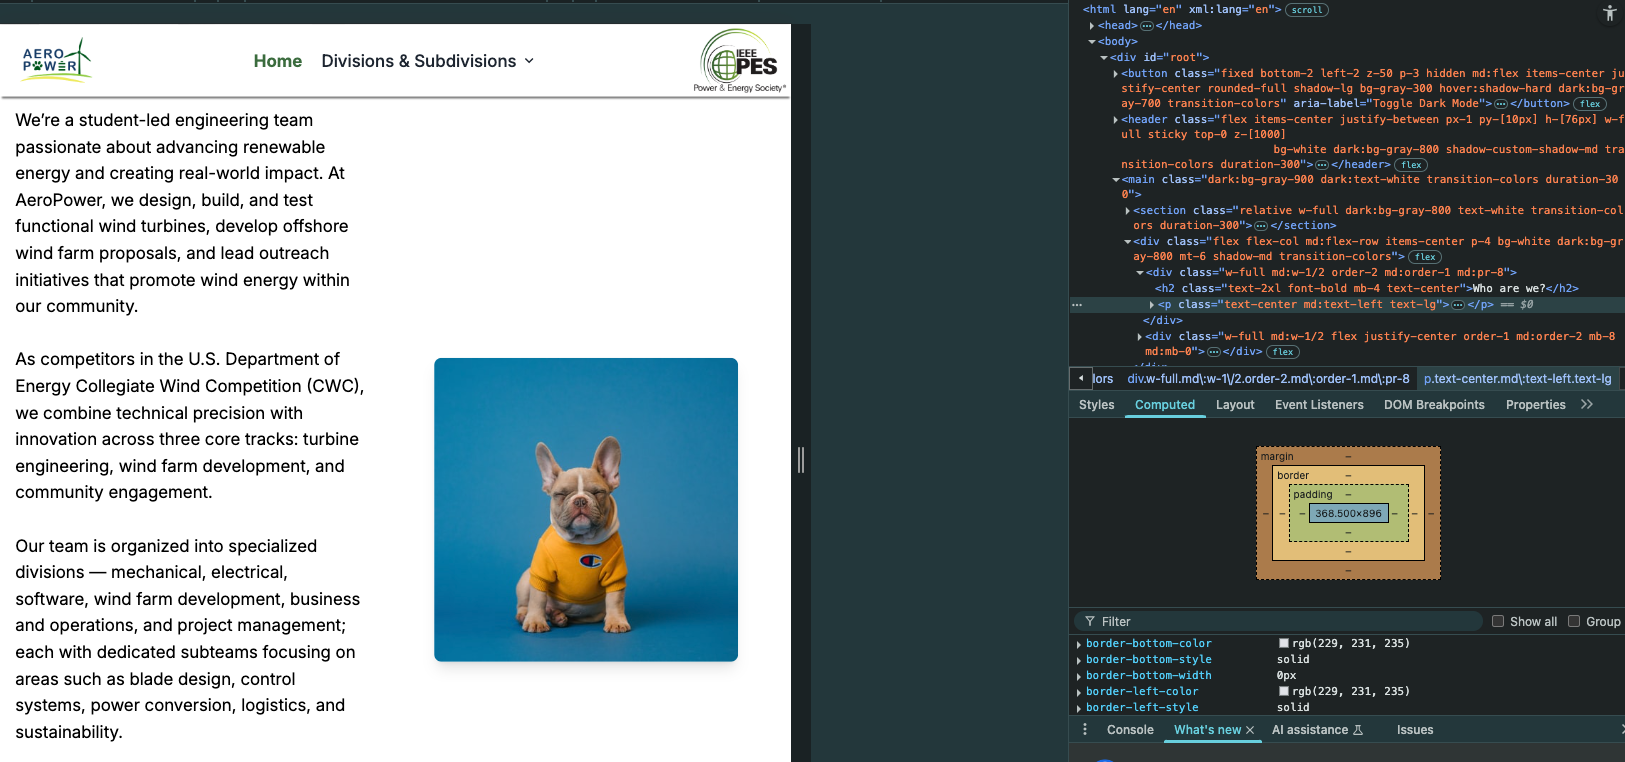 AERO
POWER
Home
Divisions & Subdivisions
IEEE
PES
Power & Energy Society®
We’re a student-led engineering team
passionate about advancing renewable
energy and creating real-world impact. At
AeroPower, we design, build, and test
functional wind turbines, develop offshore
wind farm proposals, and lead outreach
initiatives that promote wind energy within
our community.
As competitors in the U.S. Department of
Energy Collegiate Wind Competition (CWC),
we combine technical precision with
innovation across three core tracks: turbine
engineering, wind farm development, and
community engagement.
Our team is organized into specialized
divisions — mechanical, electrical,
software, wind farm development, business
and operations, and project management;
each with dedicated subteams focusing on
areas such as blade design, control
systems, power conversion, logistics, and
sustainability.
<html lang="en" xml:lang="en"> scroll
<head> ⋯ </head>
<body>
<div id="root">
<button class="fixed bottom-2 left-2 z-50 p-3 hidden md:flex items-center ju
stify-center rounded-full shadow-lg bg-gray-300 hover:shadow-hard dark:bg-gr
ay-700 transition-colors" aria-label="Toggle Dark Mode"> ⋯ </button> flex
<header class="flex items-center justify-between px-1 py-[10px] h-[76px] w-f
ull sticky top-0 z-[1000]
bg-white dark:bg-gray-800 shadow-custom-shadow-md tra
nsition-colors duration-300"> ⋯ </header> flex
<main class="dark:bg-gray-900 dark:text-white transition-colors duration-30
0">
<section class="relative w-full dark:bg-gray-800 text-white transition-col
ors duration-300"> ⋯ </section>
<div class="flex flex-col md:flex-row items-center p-4 bg-white dark:bg-gr
ay-800 mt-6 shadow-md transition-colors"> flex
<div class="w-full md:w-1/2 order-2 md:order-1 md:pr-8">
<h2 class="text-2xl font-bold mb-4 text-center">Who are we?</h2>
<p class="text-center md:text-left text-lg"> ⋯ </p> == $0
</div>
<div class="w-full md:w-1/2 flex justify-center order-1 md:order-2 mb-8
md:mb-0"> ⋯ </div> flex
lors div.w-full.md\:w-1\/2.order-2.md\:order-1.md\:pr-8 p.text-center.md\:text-left.text-lg
Styles Computed Layout Event Listeners DOM Breakpoints Properties
margin –
border –
padding –
– – – 368.500×896 – – –
–
–
–
Filter Show all Group
border-bottom-color rgb(229, 231, 235)
border-bottom-style solid
border-bottom-width 0px
border-left-color rgb(229, 231, 235)
border-left-style solid
Console What's new × AI assistance Issues